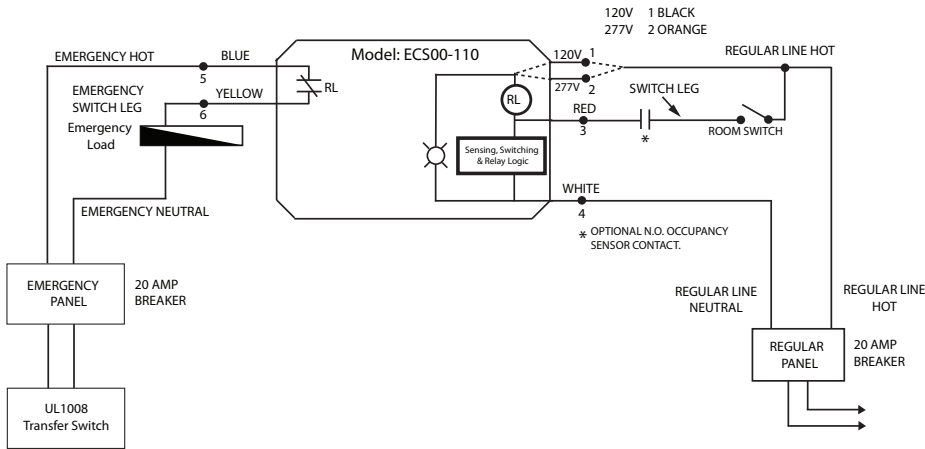 120V 1 BLACK
277V 2 ORANGE
EMERGENCY HOT
BLUE
Model: ECS00-110
120V
1
REGULAR LINE HOT
5
RL
277V
2
EMERGENCY
SWITCH LEG
YELLOW
6
RL
RED
3
SWITCH LEG
*
ROOM SWITCH
Emergency
Load
Sensing, Switching
& Relay Logic
WHITE
4
EMERGENCY NEUTRAL
* OPTIONAL N.O. OCCUPANCY
SENSOR CONTACT.
EMERGENCY
PANEL
20 AMP
BREAKER
REGULAR LINE
NEUTRAL
REGULAR LINE
HOT
REGULAR
PANEL
20 AMP
BREAKER
UL1008
Transfer Switch